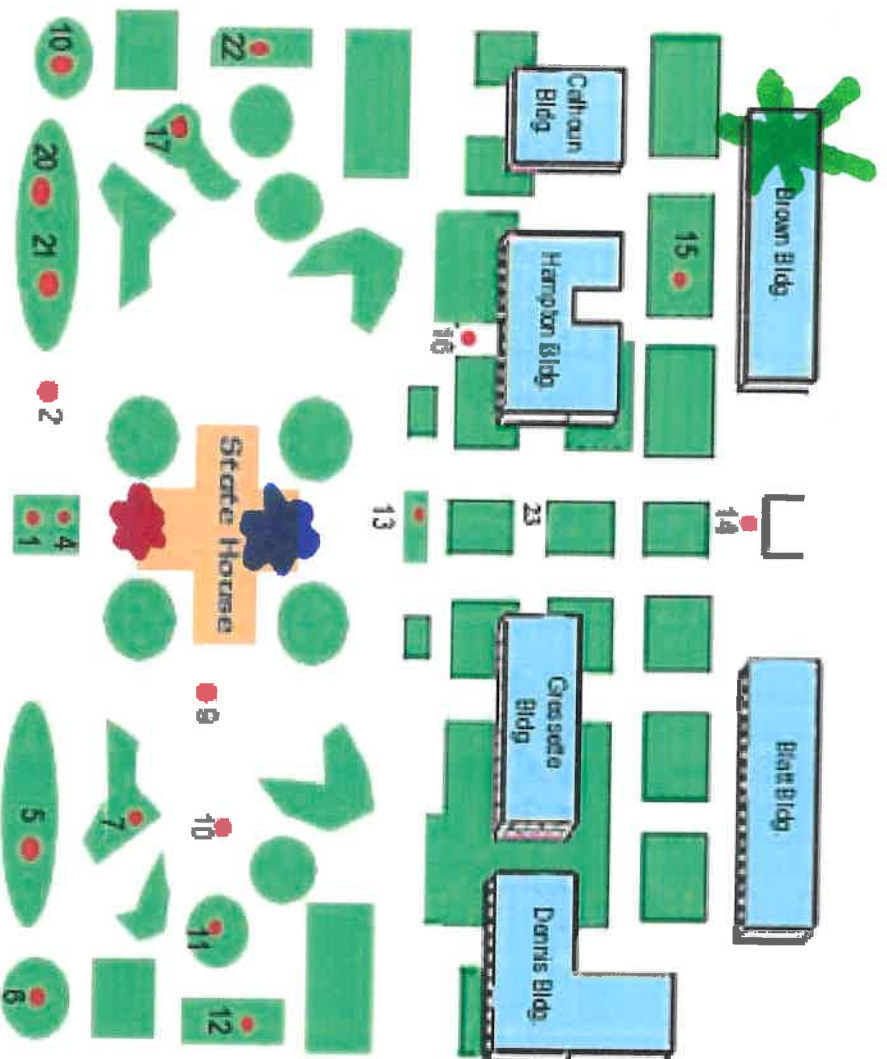 Brown Bldg.
Blatt Bldg.
14
15
Calhoun
Bldg.
Hampton Bldg.
23
Gressette
Bldg
Dennis Bldg.
16
13
22
State House
12
9
10
11
17
7
10
20
21
2
4
1
5
6